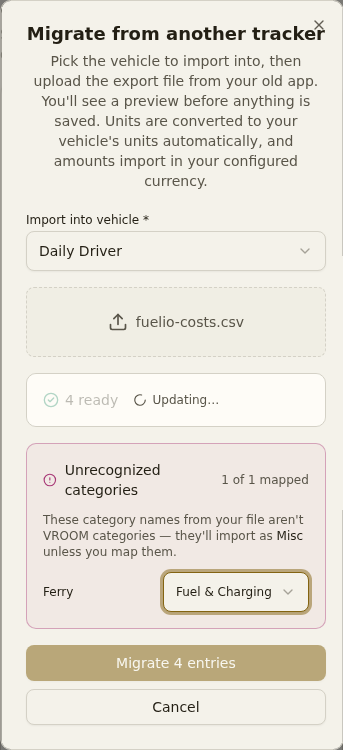 Migrate from another tracker
Pick the vehicle to import into, then
upload the export file from your old app.
You'll see a preview before anything is
saved. Units are converted to your
vehicle's units automatically, and
amounts import in your configured
currency.
Import into vehicle *
Daily Driver
fuelio-costs.csv
4 ready
Updating…
Unrecognized
categories
1 of 1 mapped
These category names from your file aren't
VROOM categories — they'll import as Misc
unless you map them.
Ferry
Fuel & Charging
Migrate 4 entries
Cancel